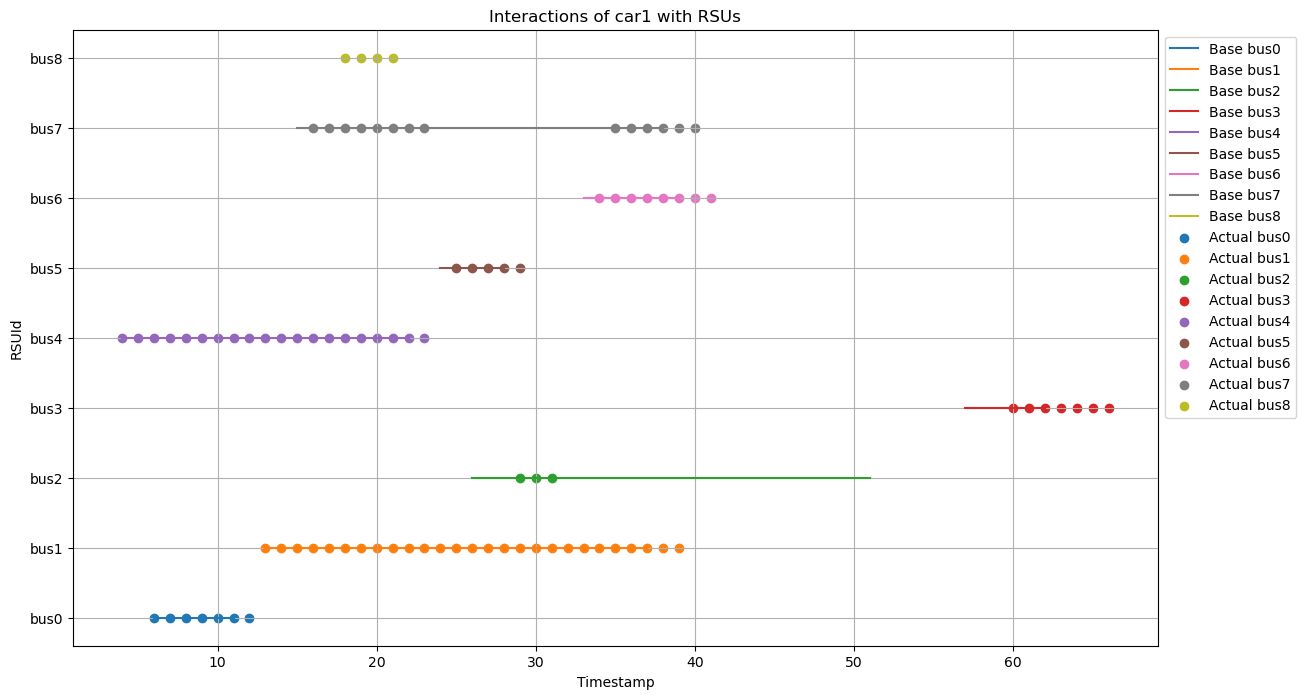 Interactions of car1 with RSUs
RSUId
bus8
bus7
bus6
bus5
bus4
bus3
bus2
bus1
bus0
10 20 30 40 50 60
Timestamp
Base bus0
Base bus1
Base bus2
Base bus3
Base bus4
Base bus5
Base bus6
Base bus7
Base bus8
Actual bus0
Actual bus1
Actual bus2
Actual bus3
Actual bus4
Actual bus5
Actual bus6
Actual bus7
Actual bus8